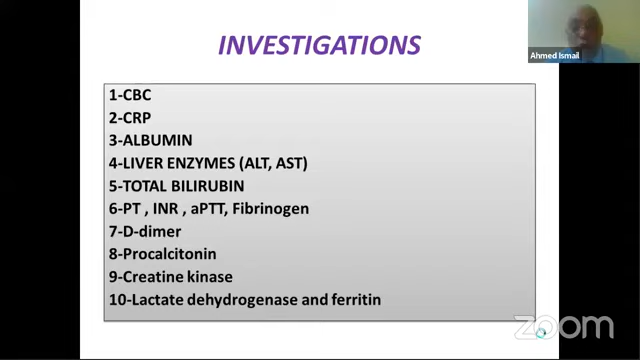 INVESTIGATIONS
Ahmed Ismail
1-CBC
2-CRP
3-ALBUMIN
4-LIVER ENZYMES (ALT, AST)
5-TOTAL BILIRUBIN
6-PT , INR , aPTT, Fibrinogen
7-D-dimer
8-Procalcitonin
9-Creatine kinase
10-Lactate dehydrogenase and ferritin
zoom